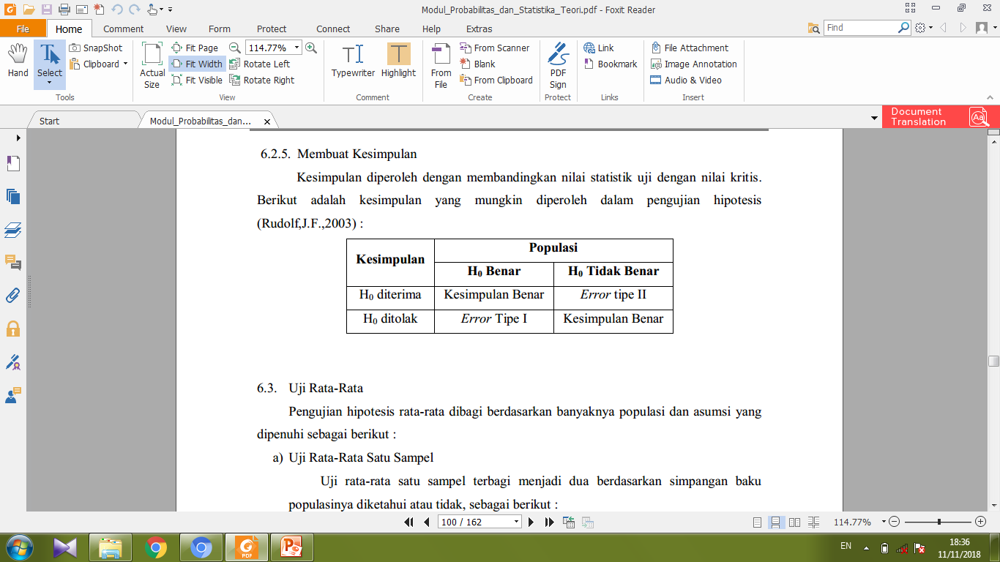 Modul_Probabilitas_dan_Statistika_Teori.pdf - Foxit Reader
File Home Comment View Form Protect Connect Share Help Extras
Find
Hand
Select
SnapShot
Clipboard
Tools
Actual Size
Fit Page
Fit Width
Fit Visible
114.77%
Rotate Left
Rotate Right
View
Typewriter
Highlight
Comment
From File
From Scanner
Blank
From Clipboard
Create
PDF Sign
Protect
Link
Bookmark
Links
File Attachment
Image Annotation
Audio & Video
Insert
Start
Modul_Probabilitas_dan...
Document
Translation
Aa
6.2.5. Membuat Kesimpulan
Kesimpulan diperoleh dengan membandingkan nilai statistik uji dengan nilai kritis.
Berikut adalah kesimpulan yang mungkin diperoleh dalam pengujian hipotesis
(Rudolf,J.F.,2003) :
Kesimpulan Populasi
H₀ Benar H₀ Tidak Benar
H₀ diterima Kesimpulan Benar Error tipe II
H₀ ditolak Error Tipe I Kesimpulan Benar
6.3. Uji Rata-Rata
Pengujian hipotesis rata-rata dibagi berdasarkan banyaknya populasi dan asumsi yang
dipenuhi sebagai berikut :
a) Uji Rata-Rata Satu Sampel
Uji rata-rata satu sampel terbagi menjadi dua berdasarkan simpangan baku
populasinya diketahui atau tidak, sebagai berikut :
100 / 162
114.77%
PDF
EN
18:36
11/11/2018